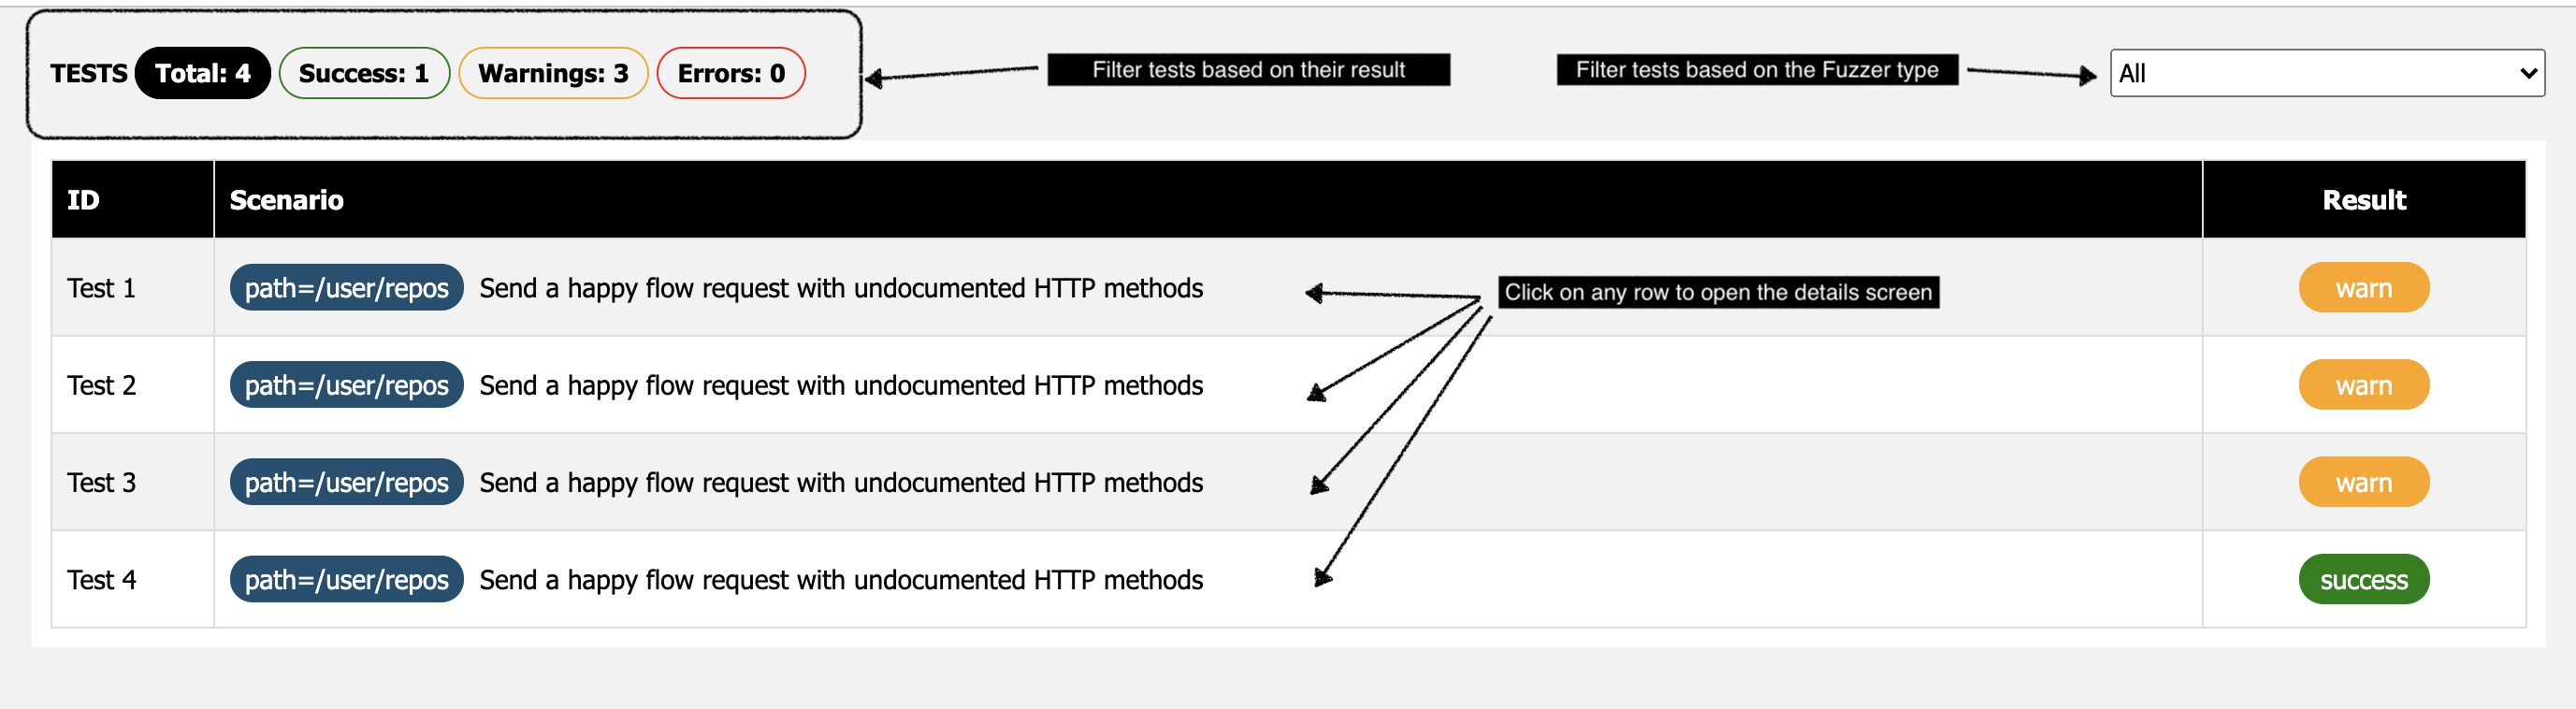 TESTS Total: 4 Success: 1 Warnings: 3 Errors: 0 Filter tests based on their result Filter tests based on the Fuzzer type All
ID Scenario Result
Test 1 path=/user/repos Send a happy flow request with undocumented HTTP methods Click on any row to open the details screen warn
Test 2 path=/user/repos Send a happy flow request with undocumented HTTP methods warn
Test 3 path=/user/repos Send a happy flow request with undocumented HTTP methods warn
Test 4 path=/user/repos Send a happy flow request with undocumented HTTP methods success